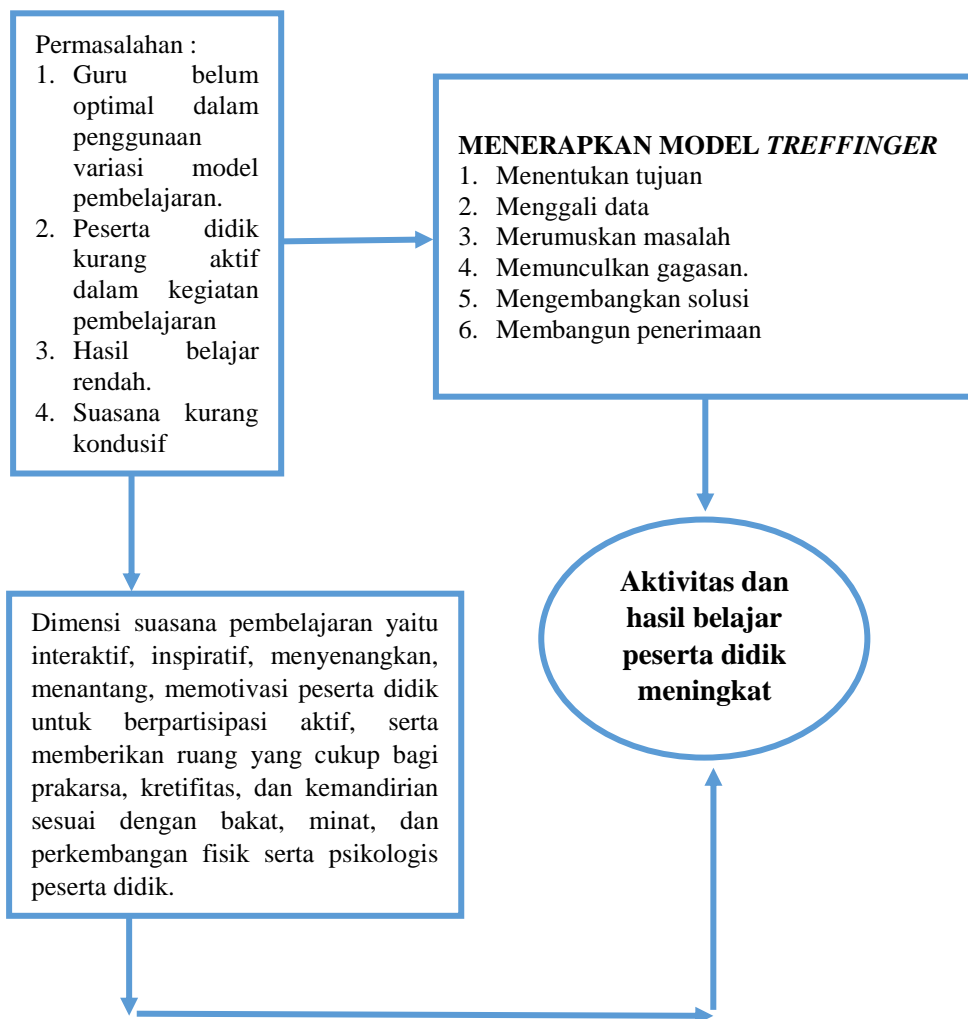 Permasalahan :
1. Guru belum
optimal dalam
penggunaan
variasi model
pembelajaran.
2. Peserta didik
kurang aktif
dalam kegiatan
pembelajaran
3. Hasil belajar
rendah.
4. Suasana kurang
kondusif
MENERAPKAN MODEL TREFFINGER
1. Menentukan tujuan
2. Menggali data
3. Merumuskan masalah
4. Memunculkan gagasan.
5. Mengembangkan solusi
6. Membangun penerimaan
Dimensi suasana pembelajaran yaitu
interaktif, inspiratif, menyenangkan,
menantang, memotivasi peserta didik
untuk berpartisipasi aktif, serta
memberikan ruang yang cukup bagi
prakarsa, kretifitas, dan kemandirian
sesuai dengan bakat, minat, dan
perkembangan fisik serta psikologis
peserta didik.
Aktivitas dan
hasil belajar
peserta didik
meningkat